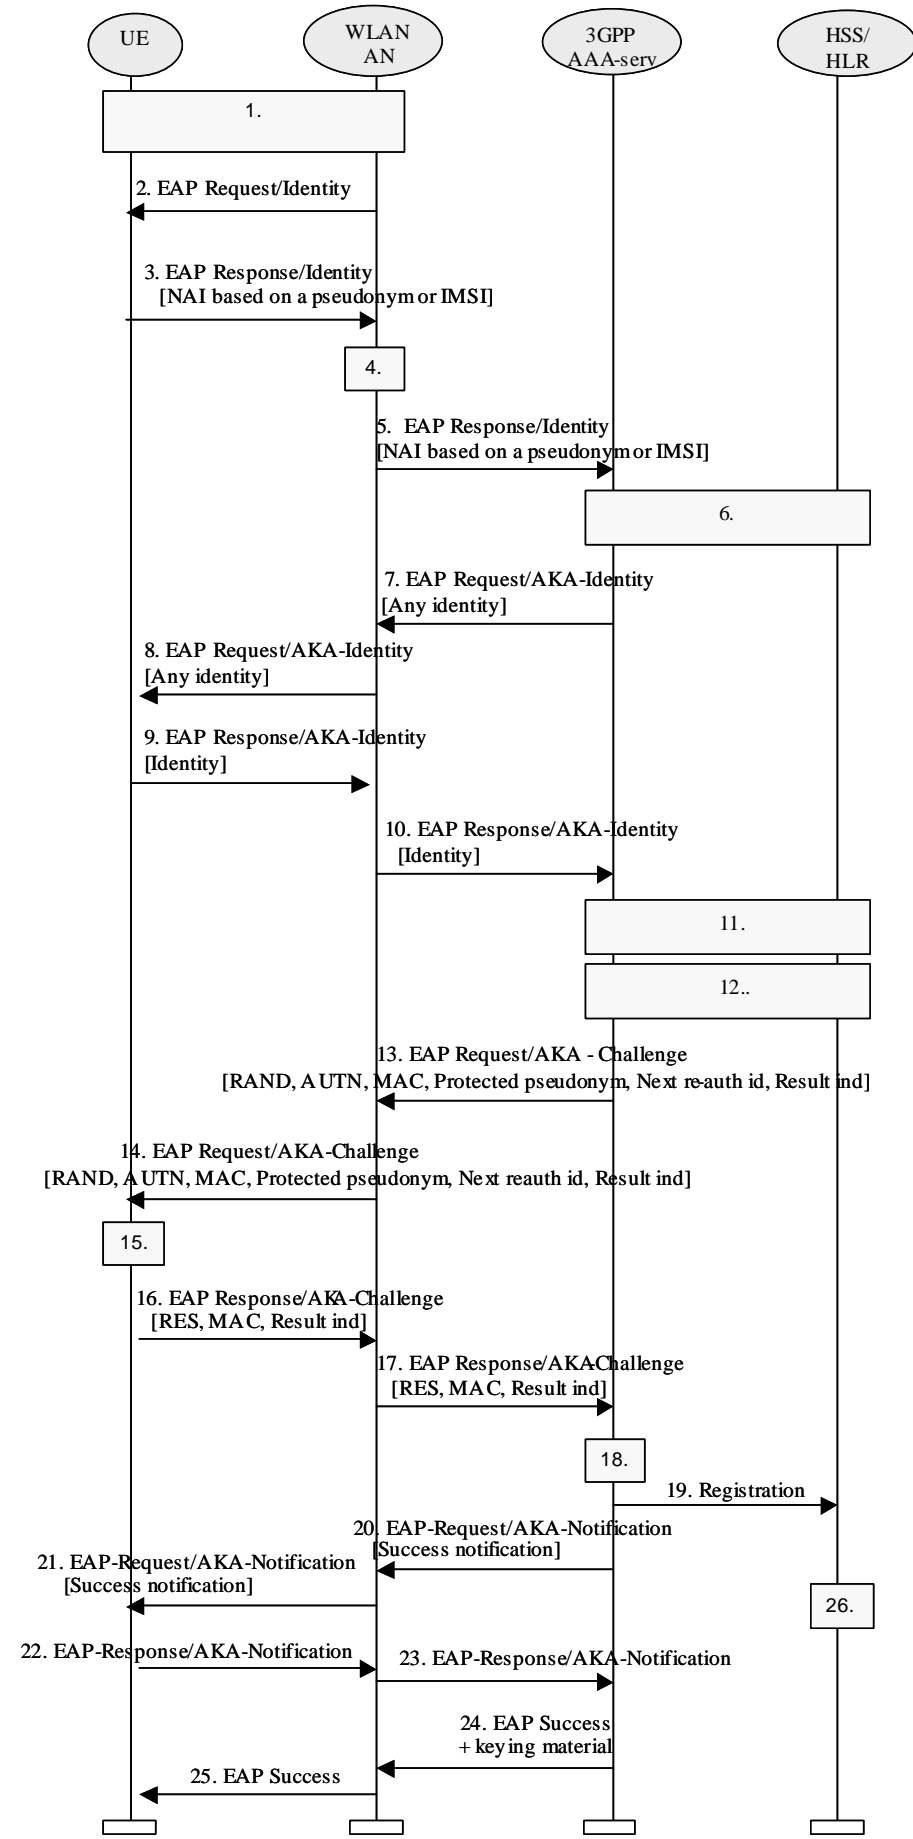 UE
WLAN
AN
3GPP
AAA-serv
HSS/
HLR
1.
2. EAP Request/Identity
3. EAP Response/Identity
[NAI based on a pseudonym or IMSI]
4.
5. EAP Response/Identity
[NAI based on a pseudonym or IMSI]
6.
7. EAP Request/AKA-Identity
[Any identity]
8. EAP Request/AKA-Identity
[Any identity]
9. EAP Response/AKA-Identity
[Identity]
10. EAP Response/AKA-Identity
[Identity]
11.
12..
13. EAP Request/AKA - Challenge
[RAND, AUTN, MAC, Protected pseudonym, Next re-auth id, Result ind]
14. EAP Request/AKA-Challenge
[RAND, AUTN, MAC, Protected pseudonym, Next reauth id, Result ind]
15.
16. EAP Response/AKA-Challenge
[RES, MAC, Result ind]
17. EAP Response/AKA-Challenge
[RES, MAC, Result ind]
18.
19. Registration
20. EAP-Request/AKA-Notification
[Success notification]
21. EAP-Request/AKA-Notification
[Success notification]
26.
22. EAP-Response/AKA-Notification
23. EAP-Response/AKA-Notification
24. EAP Success
+ keying material
25. EAP Success